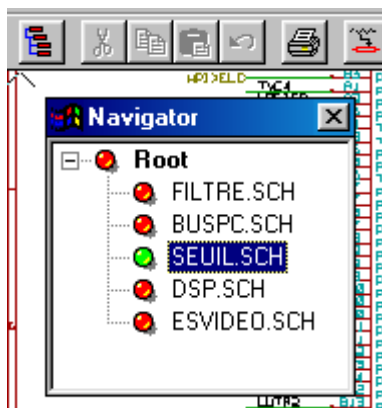 Navigator
Root
FILTRE.SCH
BUSPC.SCH
SEUIL.SCH
DSP.SCH
ESVIDEO.SCH